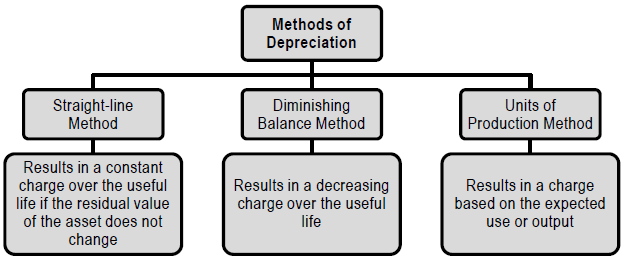 Methods of
Depreciation
Straight-line
Method
Diminishing
Balance Method
Units of
Production Method
Results in a constant
charge over the useful
life if the residual value
of the asset does not
change
Results in a decreasing
charge over the useful
life
Results in a charge
based on the expected
use or output